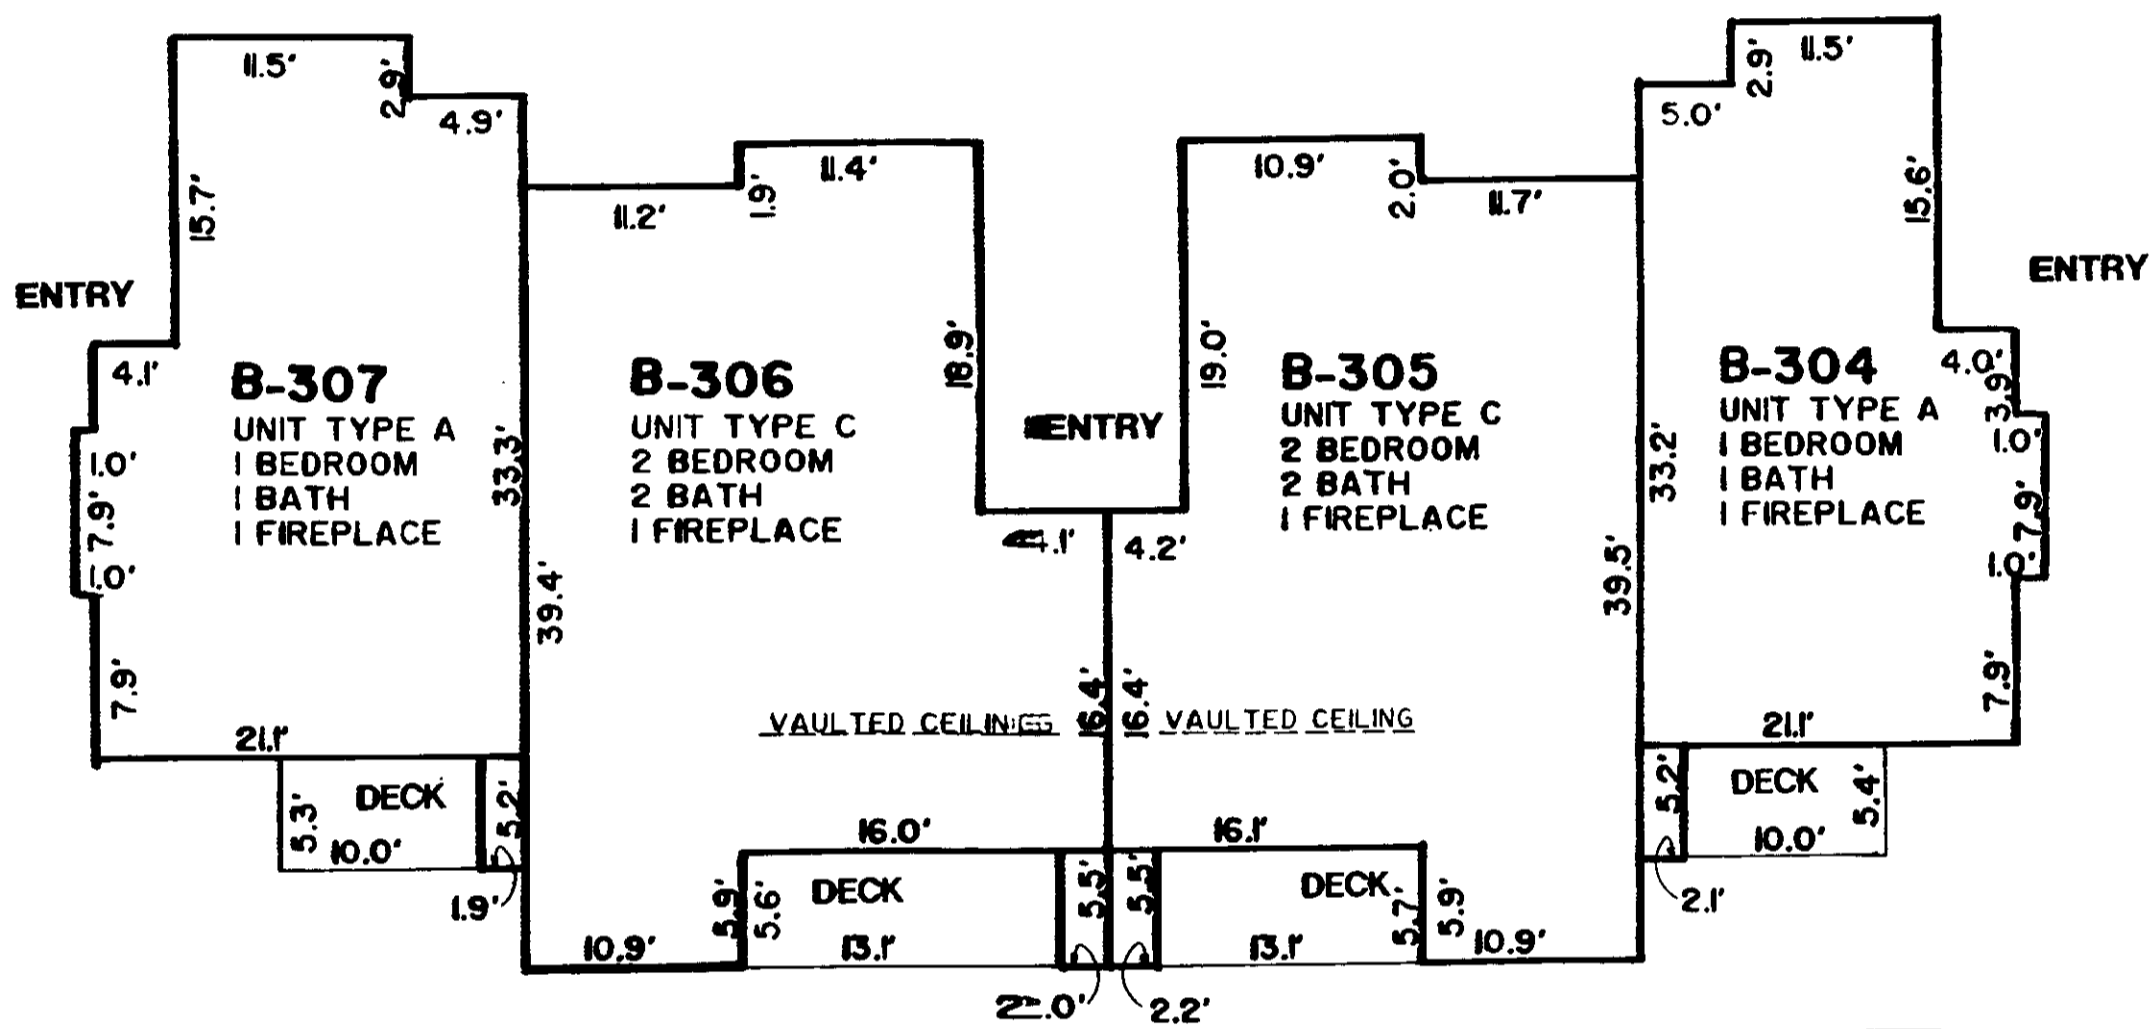 11.5'
2.9'
4.9'
15.7'
ENTRY
4.1'
B-307
UNIT TYPE A
1 BEDROOM
1 BATH
1 FIREPLACE
1.0'
7.9'
1.0'
7.9'
33.3'
21.1'
DECK
5.3'
10.0'
5.2'
1.9'
11.2'
1.9'
11.4'
18.9'
B-306
UNIT TYPE C
2 BEDROOM
2 BATH
1 FIREPLACE
39.4'
4.1'
VAULTED CEILING
16.4'
16.0'
DECK
5.9'
5.6'
5.5'
10.9'
13.1'
2.0'
ENTRY
10.9'
2.0'
11.7'
19.0'
B-305
UNIT TYPE C
2 BEDROOM
2 BATH
1 FIREPLACE
4.2'
39.5'
16.4'
VAULTED CEILING
16.1'
5.5'
DECK
5.7'
5.9'
13.1'
10.9'
2.2'
5.0'
2.9'
11.5'
15.6'
ENTRY
4.0'
3.9'
B-304
UNIT TYPE A
1 BEDROOM
1 BATH
1 FIREPLACE
33.2'
1.0'
7.9'
1.0'
7.9'
21.1'
5.2'
DECK
5.4'
10.0'
2.1'